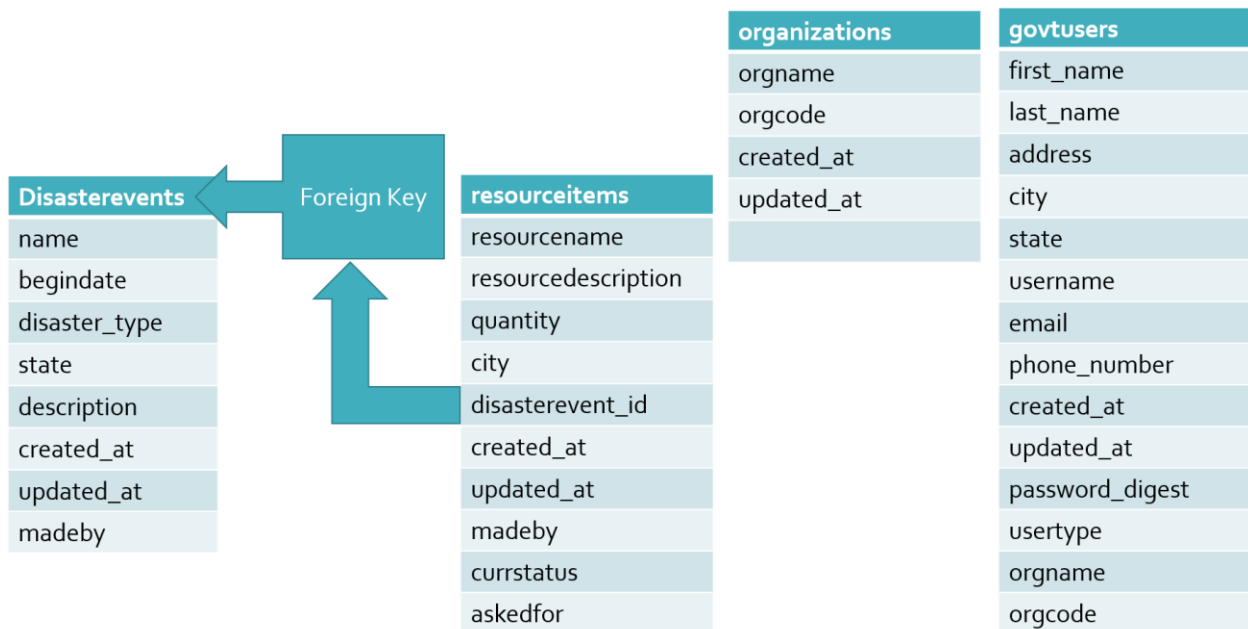 Disasterevents
name
begindate
disaster_type
state
description
created_at
updated_at
madeby
Foreign Key
resourceitems
resourcename
resourcedescription
quantity
city
disasterevent_id
created_at
updated_at
madeby
currstatus
askedfor
organizations
orgname
orgcode
created_at
updated_at
govtusers
first_name
last_name
address
city
state
username
email
phone_number
created_at
updated_at
password_digest
usertype
orgname
orgcode